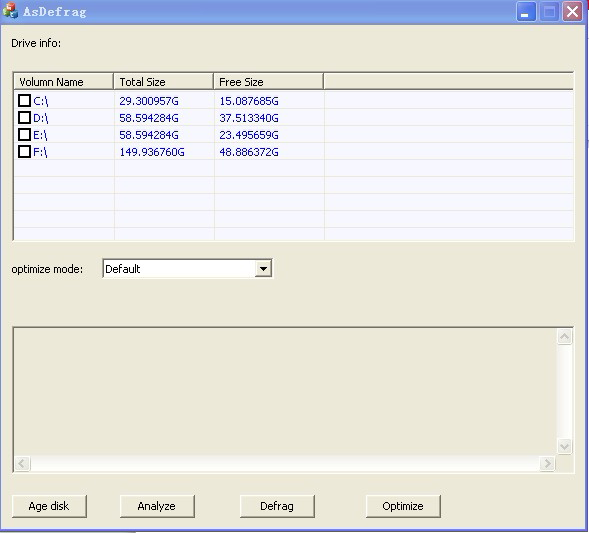 AsDefrag
Drive info:
Volumn Name Total Size Free Size
C:\ 29.300957G 15.087685G
D:\ 58.594284G 37.513340G
E:\ 58.594284G 23.495659G
F:\ 149.936760G 48.886372G
optimize mode: Default
Age disk Analyze Defrag Optimize